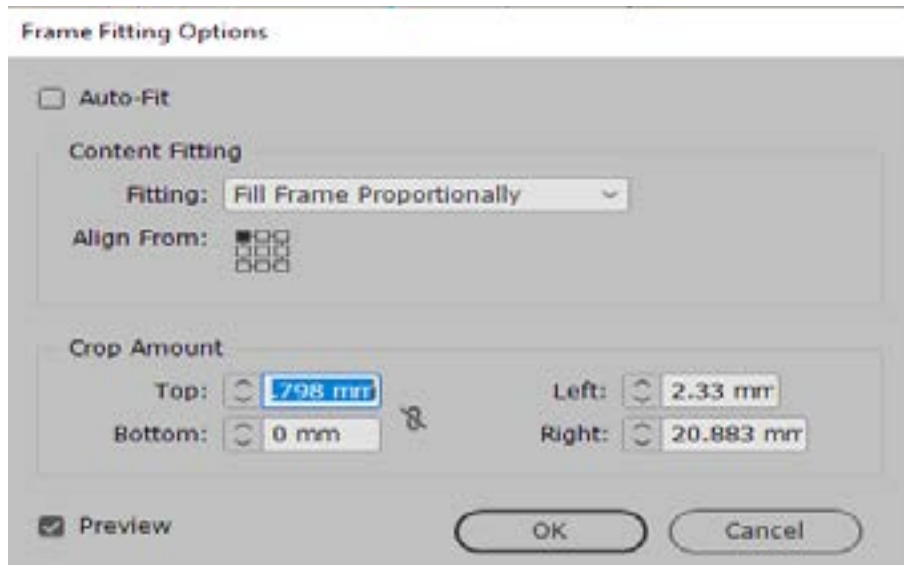 Frame Fitting Options
Auto-Fit
Content Fitting
Fitting: Fill Frame Proportionally
Align From:
Crop Amount
Top: .798 mm Left: 2.33 mm
Bottom: 0 mm Right: 20.883 mm
Preview OK Cancel